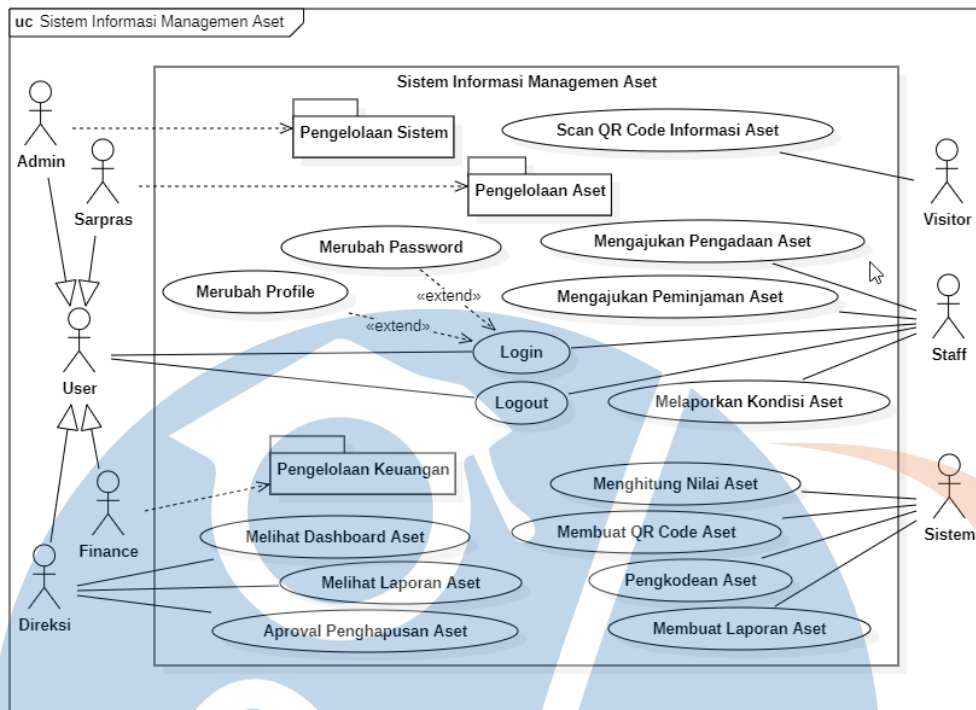 uc Sistem Informasi Managemen Aset
Sistem Informasi Managemen Aset
Admin
Pengelolaan Sistem
Scan QR Code Informasi Aset
Sarpras
Pengelolaan Aset
Visitor
Merubah Password
Mengajukan Pengadaan Aset
Merubah Profile
«extend»
Mengajukan Peminjaman Aset
«extend»
Login
Staff
User
Logout
Melaporkan Kondisi Aset
Pengelolaan Keuangan
Menghitung Nilai Aset
Finance
Melihat Dashboard Aset
Membuat QR Code Aset
Sistem
Melihat Laporan Aset
Pengkodean Aset
Direksi
Aproval Penghapusan Aset
Membuat Laporan Aset